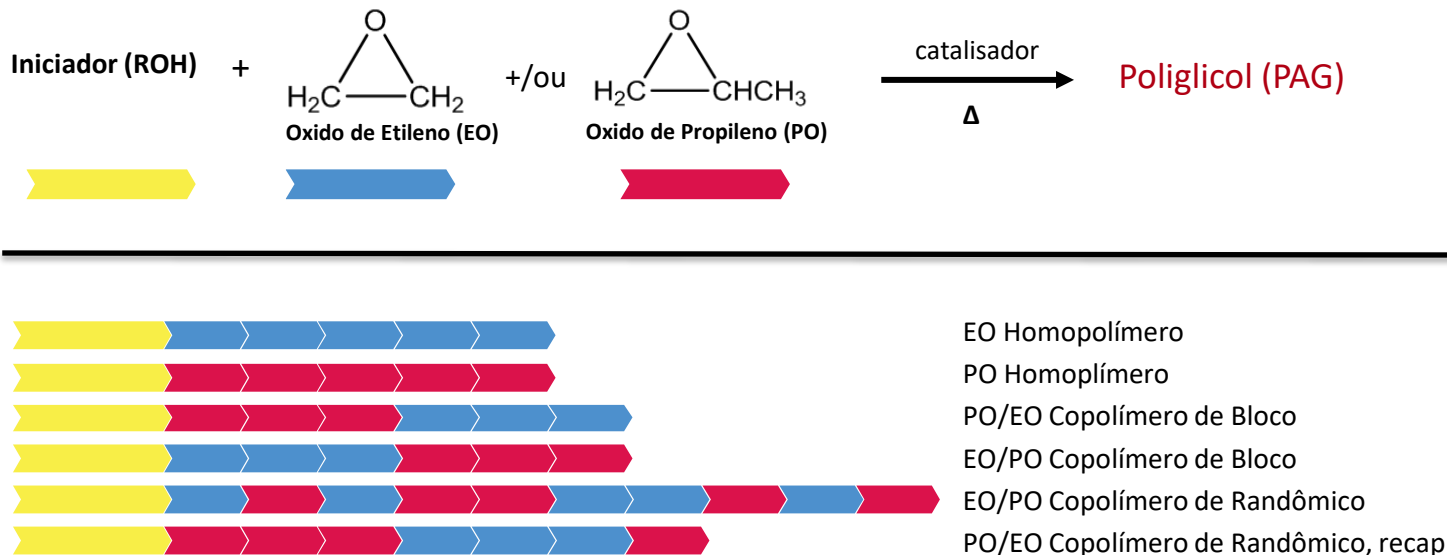 O O
Iniciador (ROH) + H₂C CH₂ +/ou H₂C CHCH₃ catalisador Poliglicol (PAG)
Δ
Oxido de Etileno (EO) Oxido de Propileno (PO)
EO Homopolímero
PO Homoplímero
PO/EO Copolímero de Bloco
EO/PO Copolímero de Bloco
EO/PO Copolímero de Randômico
PO/EO Copolímero de Randômico, recap